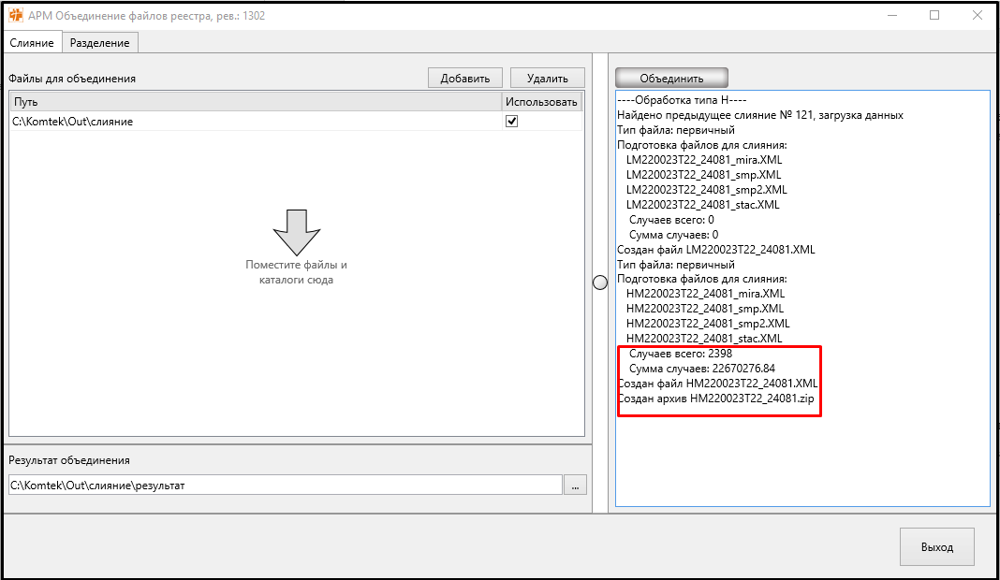 АРМ Объединение файлов реестра, рев.: 1302
Слияние
Разделение
Файлы для объединения
Добавить
Удалить
Путь
Использовать
C:\Komtek\Out\слияние
Поместите файлы и
каталоги сюда
Результат объединения
C:\Komtek\Out\слияние\результат
...
Объединить
----Обработка типа H----
Найдено предыдущее слияние № 121, загрузка данных
Тип файла: первичный
Подготовка файлов для слияния:
LM220023T22_24081_mira.XML
LM220023T22_24081_smp.XML
LM220023T22_24081_smp2.XML
LM220023T22_24081_stac.XML
Случаев всего: 0
Сумма случаев: 0
Создан файл LM220023T22_24081.XML
Тип файла: первичный
Подготовка файлов для слияния:
HM220023T22_24081_mira.XML
HM220023T22_24081_smp.XML
HM220023T22_24081_smp2.XML
HM220023T22_24081_stac.XML
Случаев всего: 2398
Сумма случаев: 22670276.84
Создан файл HM220023T22_24081.XML
Создан архив HM220023T22_24081.zip
Выход